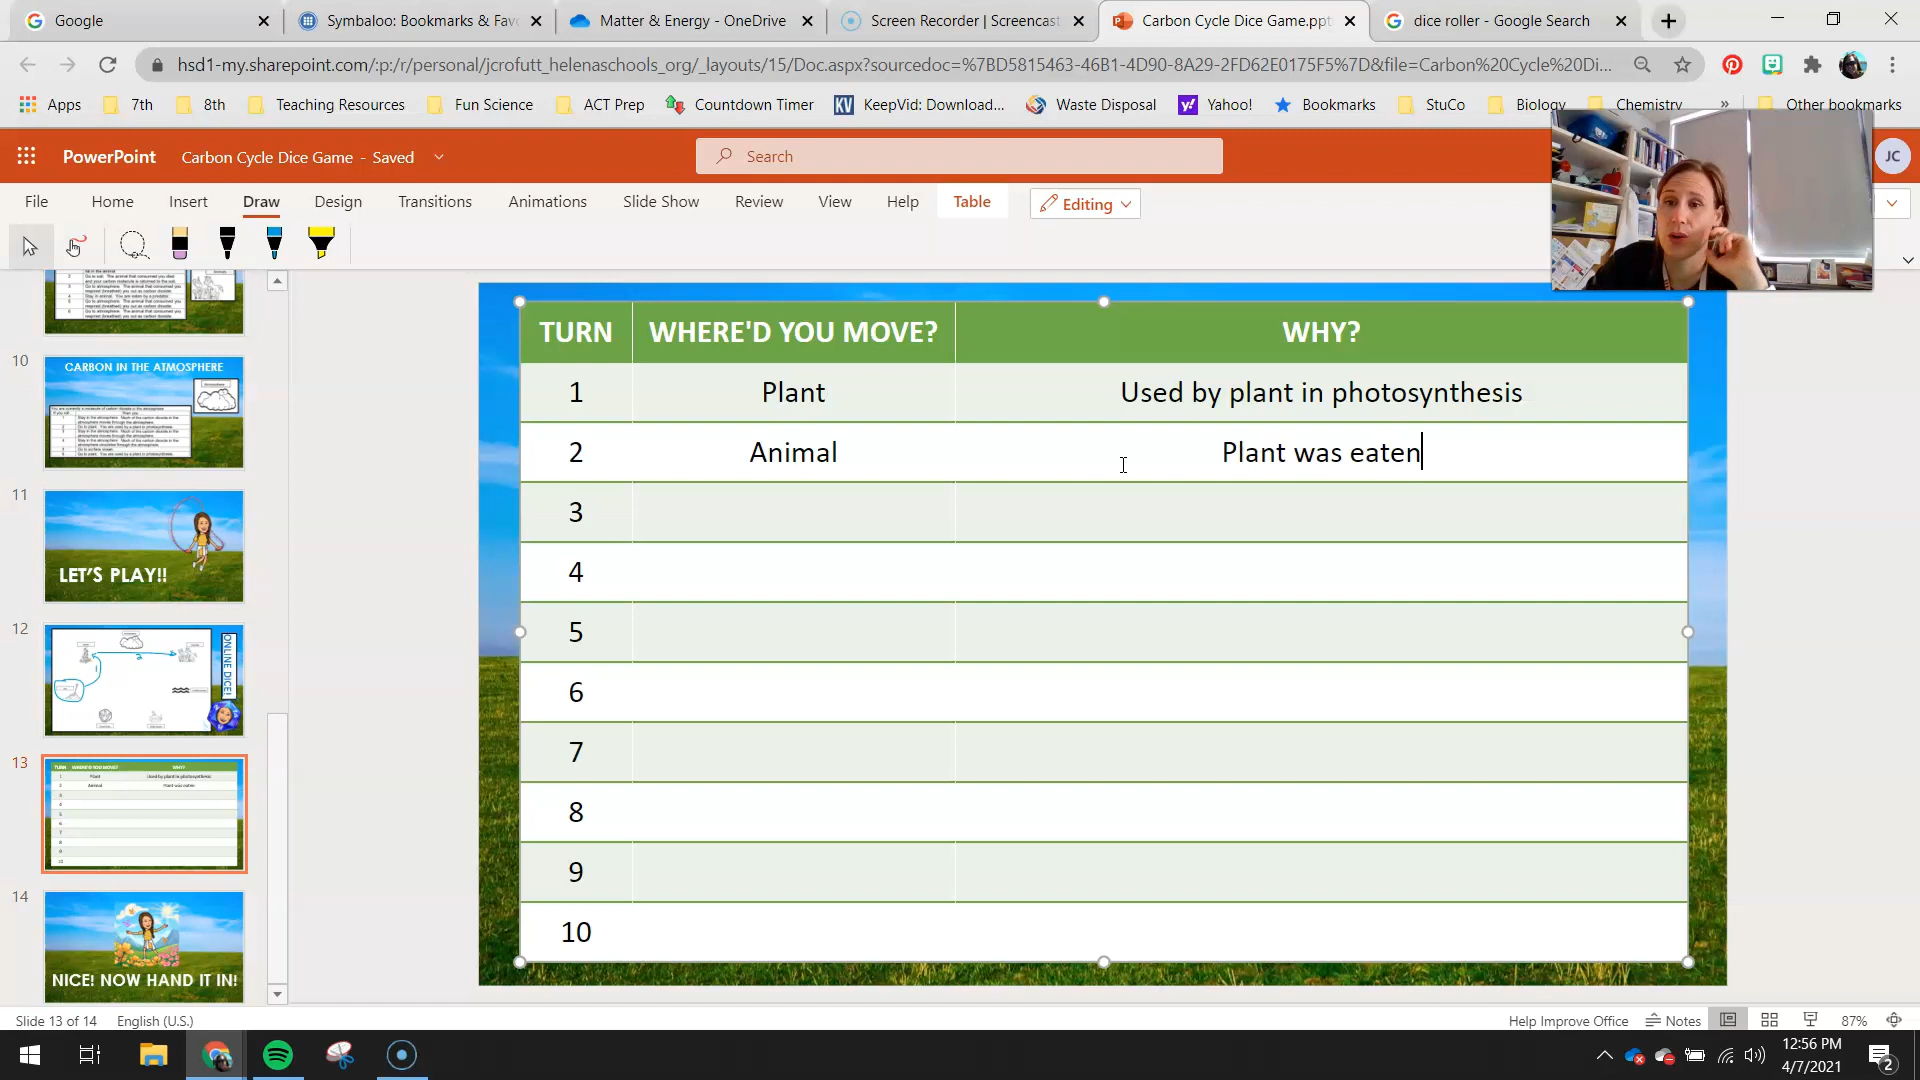 Google
Symbaloo: Bookmarks & Fav
Matter & Energy - OneDrive
Screen Recorder | Screencast
Carbon Cycle Dice Game.ppt
dice roller - Google Search
hsd1-my.sharepoint.com/:p:/r/personal/jcrofutt_helenaschools_org/_layouts/15/Doc.aspx?sourcedoc=%7BD5815463-46B1-4D90-8A29-2FD62E0175F5%7D&file=Carbon%20Cycle%20Di...
Apps
7th
8th
Teaching Resources
Fun Science
ACT Prep
Countdown Timer
KV
KeepVid: Download...
Waste Disposal
Yahoo!
Bookmarks
StuCo
Biology
Chemistry
»
Other bookmarks
PowerPoint
Carbon Cycle Dice Game - Saved
Search
JC
File
Home
Insert
Draw
Design
Transitions
Animations
Slide Show
Review
View
Help
Table
Editing
10
CARBON IN THE ATMOSPHERE
11
LET'S PLAY!!
12
ONLINE DICE!
13
14
NICE! NOW HAND IT IN!
TURN WHERE'D YOU MOVE? WHY?
1 Plant Used by plant in photosynthesis
2 Animal Plant was eaten
3
4
5
6
7
8
9
10
Slide 13 of 14
English (U.S.)
Help Improve Office
Notes
87%
12:56 PM
4/7/2021
2